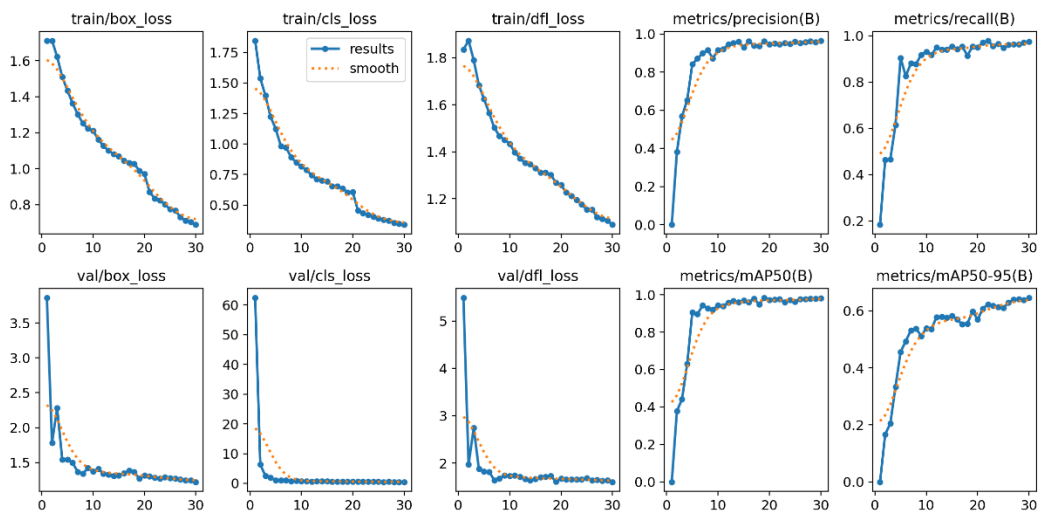 train/box_loss
train/cls_loss
train/dfl_loss
metrics/precision(B)
metrics/recall(B)
results
smooth
1.6
1.4
1.2
1.0
0.8
0 10 20 30
1.75
1.50
1.25
1.00
0.75
0.50
0 10 20 30
1.8
1.6
1.4
1.2
0 10 20 30
1.0
0.8
0.6
0.4
0.2
0.0
0 10 20 30
1.0
0.8
0.6
0.4
0.2
0 10 20 30
val/box_loss
val/cls_loss
val/dfl_loss
metrics/mAP50(B)
metrics/mAP50-95(B)
3.5
3.0
2.5
2.0
1.5
0 10 20 30
60
50
40
30
20
10
0
0 10 20 30
5
4
3
2
0 10 20 30
1.0
0.8
0.6
0.4
0.2
0.0
0 10 20 30
0.6
0.4
0.2
0.0
0 10 20 30